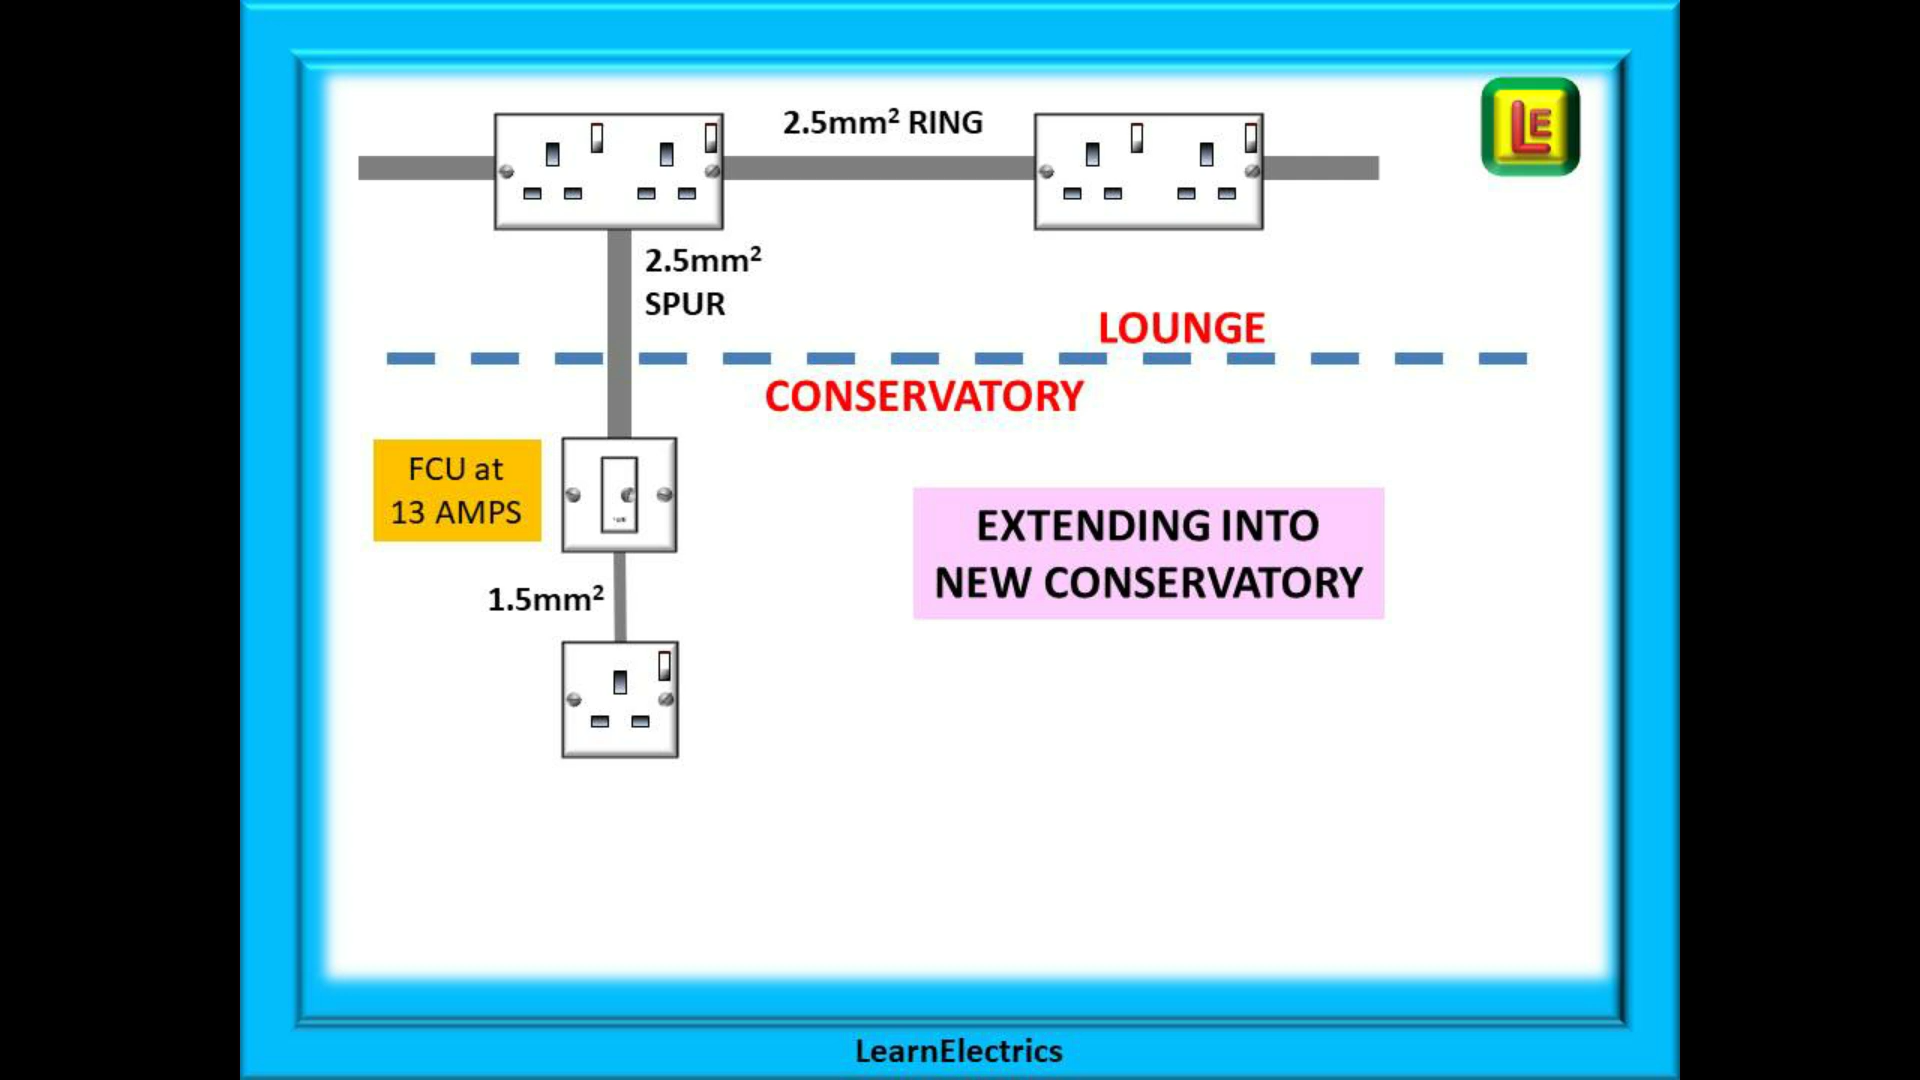 2.5mm² RING
LE
2.5mm²
SPUR
LOUNGE
CONSERVATORY
FCU at
13 AMPS
EXTENDING INTO
NEW CONSERVATORY
1.5mm²
LearnElectrics